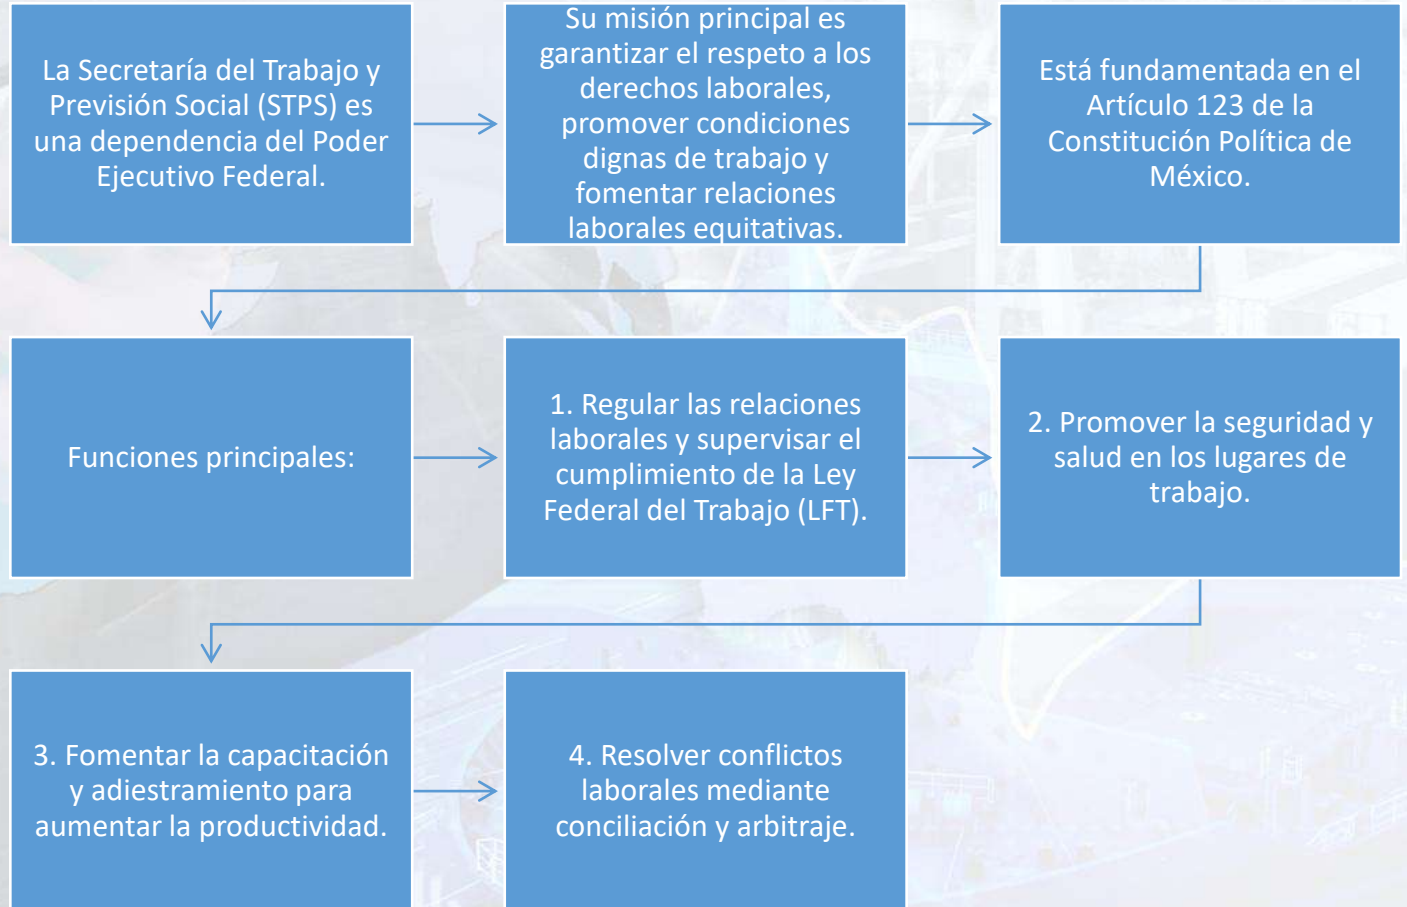 La Secretaría del Trabajo y
Previsión Social (STPS) es
una dependencia del Poder
Ejecutivo Federal.
Su misión principal es
garantizar el respeto a los
derechos laborales,
promover condiciones
dignas de trabajo y
fomentar relaciones
laborales equitativas.
Está fundamentada en el
Artículo 123 de la
Constitución Política de
México.
Funciones principales:
1. Regular las relaciones
laborales y supervisar el
cumplimiento de la Ley
Federal del Trabajo (LFT).
2. Promover la seguridad y
salud en los lugares de
trabajo.
3. Fomentar la capacitación
y adiestramiento para
aumentar la productividad.
4. Resolver conflictos
laborales mediante
conciliación y arbitraje.